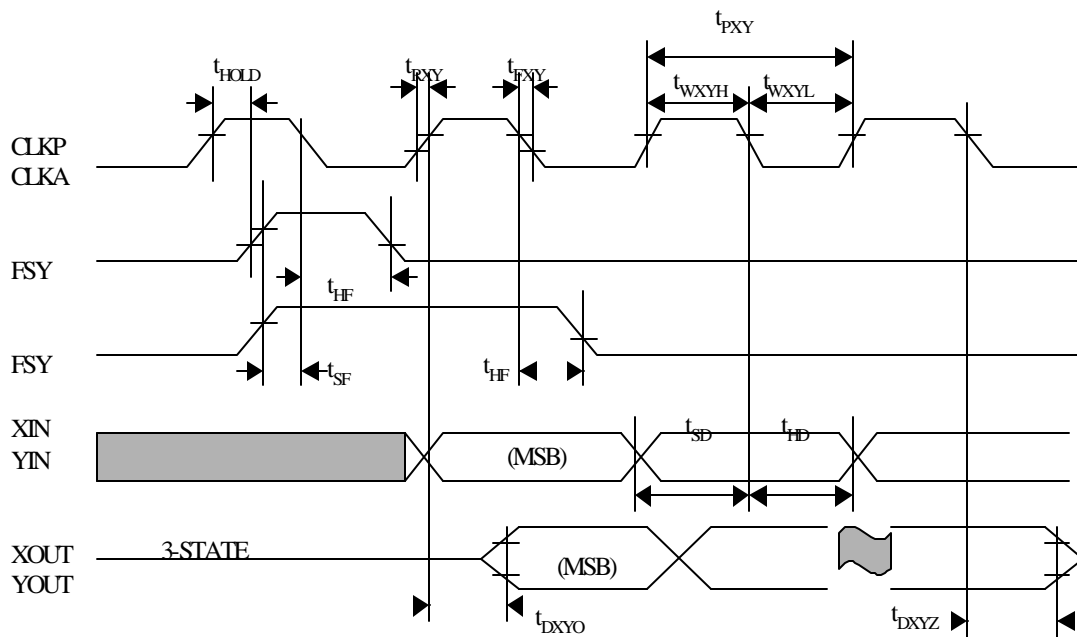 tPXY
tHOLD
tRXY
tFXY
tWXYH
tWXYL
CLKP
CLKA
FSY
tHF
FSY
tSF
tHF
XIN
YIN
(MSB)
tSD
tHD
XOUT
YOUT
3-STATE
(MSB)
tDXYO
tDXYZ